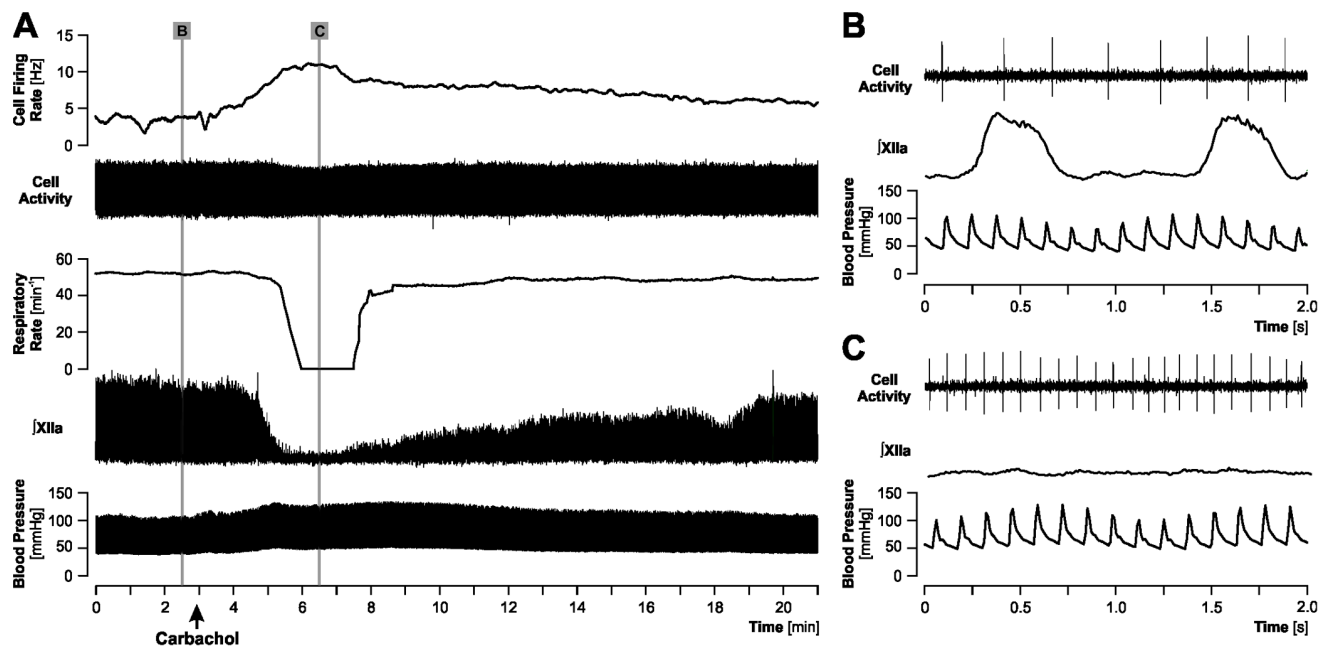 A
B
C
Cell Firing
Rate [Hz]
15
10
5
0
Cell
Activity
Respiratory
Rate [min⁻¹]
60
40
20
0
∫XIIa
Blood Pressure
[mmHg]
150
100
50
0
0 2 4 6 8 10 12 14 16 18 20
Carbachol
Time [min]
B
Cell
Activity
∫XIIa
Blood Pressure
[mmHg]
150
100
50
0
0 0.5 1.0 1.5 2.0
Time [s]
C
Cell
Activity
∫XIIa
Blood Pressure
[mmHg]
150
100
50
0
0 0.5 1.0 1.5 2.0
Time [s]